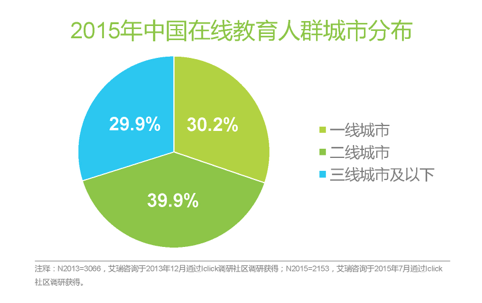 2015年中国在线教育人群城市分布
29.9%
30.2%
39.9%
一线城市
二线城市
三线城市及以下
注释：N2013=3066，艾瑞咨询于2013年12月通过iclick调研社区调研获得；N2015=2153，艾瑞咨询于2015年7月通过iclick
社区调研获得。